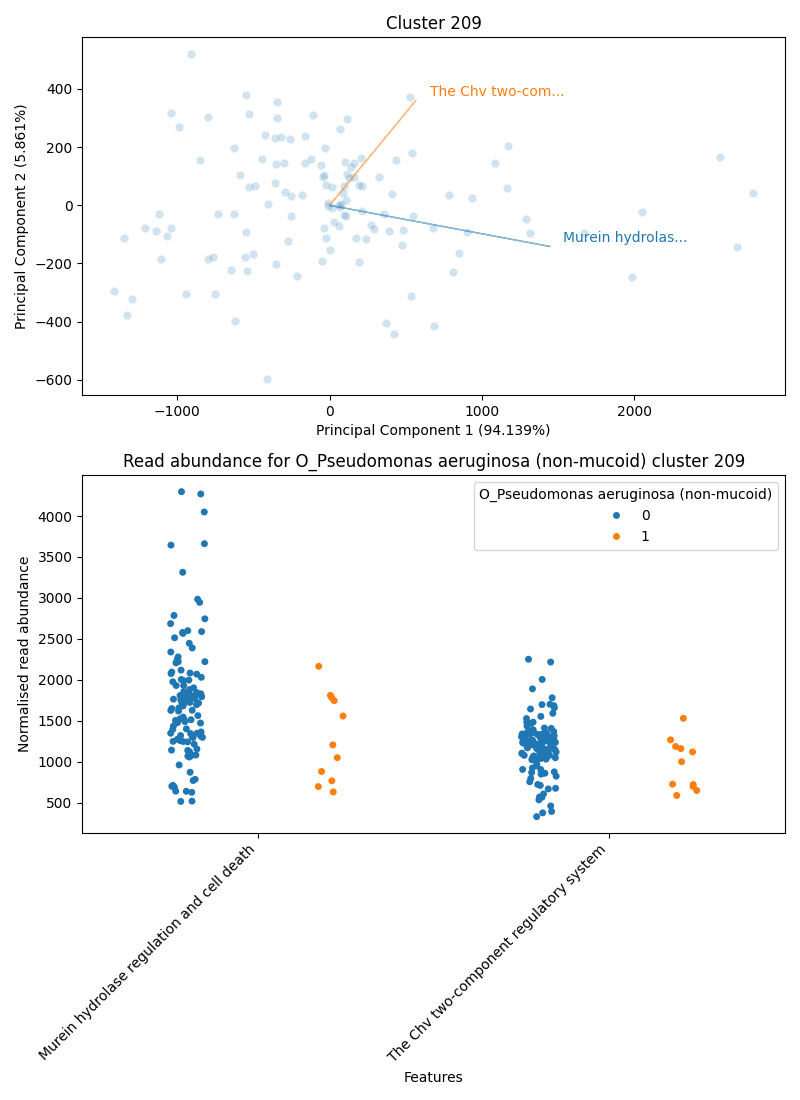 Cluster 209
Principal Component 2 (5.861%)
400
200
0
−200
−400
−600
The Chv two-com...
Murein hydrolas...
−1000
0
1000
2000
Principal Component 1 (94.139%)
Read abundance for O_Pseudomonas aeruginosa (non-mucoid) cluster 209
Normalised read abundance
4000
3500
3000
2500
2000
1500
1000
500
O_Pseudomonas aeruginosa (non-mucoid)
0
1
Murein hydrolase regulation and cell death
The Chv two-component regulatory system
Features